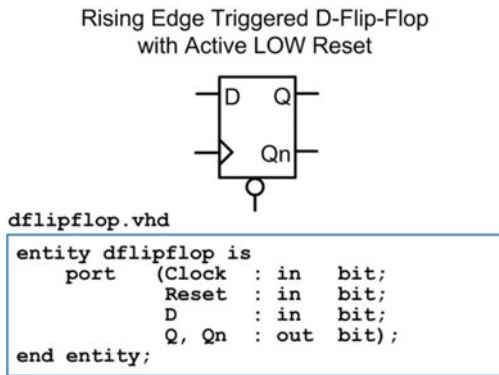 Rising Edge Triggered D-Flip-Flop
with Active LOW Reset
D Q
Qn
dflipflop.vhd
entity dflipflop is
port (Clock : in bit;
Reset : in bit;
D : in bit;
Q, Qn : out bit);
end entity;